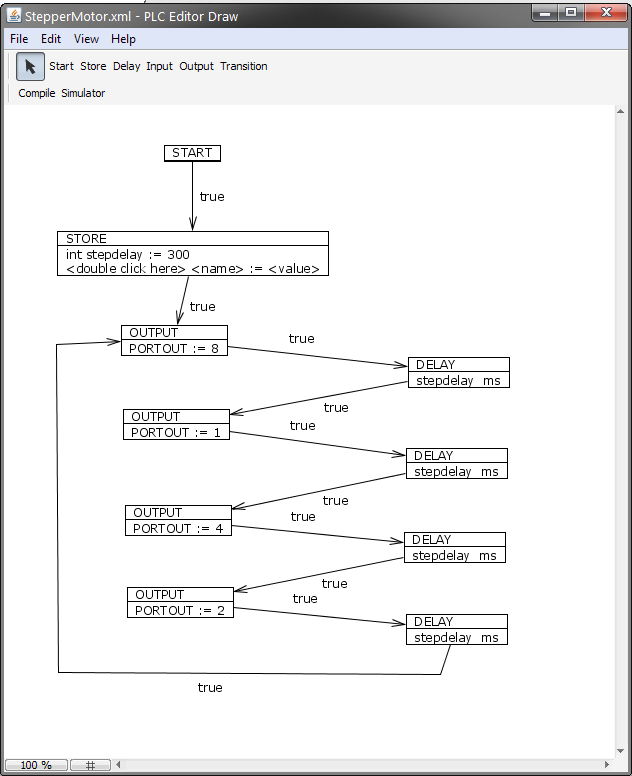 StepperMotor.xml - PLC Editor Draw
File Edit View Help
Start Store Delay Input Output Transition
Compile Simulator
START
true
STORE
int stepdelay := 300
<double click here> <name> := <value>
true
OUTPUT
PORTOUT := 8
true
DELAY
stepdelay ms
true
OUTPUT
PORTOUT := 1
true
DELAY
stepdelay ms
true
OUTPUT
PORTOUT := 4
true
DELAY
stepdelay ms
true
OUTPUT
PORTOUT := 2
true
DELAY
stepdelay ms
true
100 %